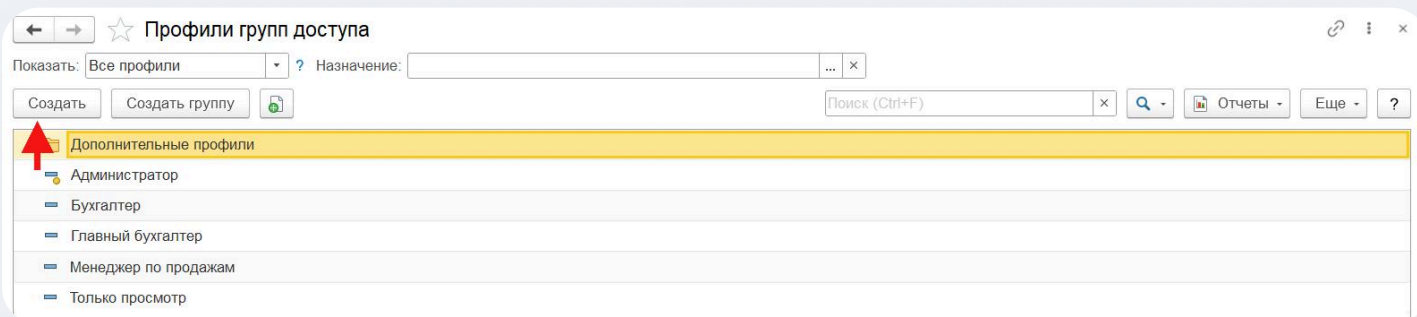 Профили групп доступа
Показать: Все профили ? Назначение: ...
Создать Создать группу Поиск (Ctrl+F) Отчеты Еще ?
Дополнительные профили
Администратор
Бухгалтер
Главный бухгалтер
Менеджер по продажам
Только просмотр